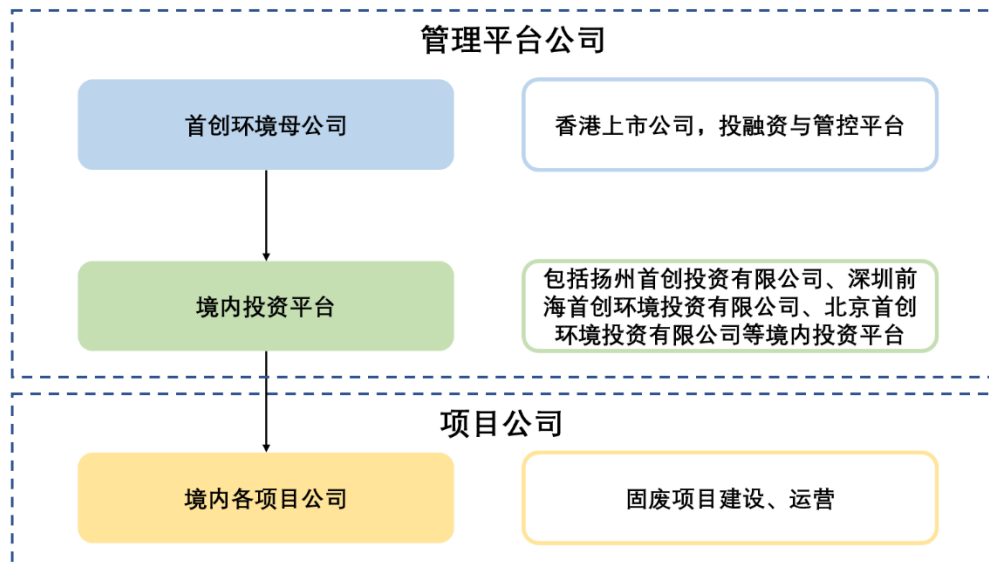 管理平台公司
首创环境母公司
香港上市公司，投融资与管控平台
境内投资平台
包括扬州首创投资有限公司、深圳前
海首创环境投资有限公司、北京首创
环境投资有限公司等境内投资平台
项目公司
境内各项目公司
固废项目建设、运营